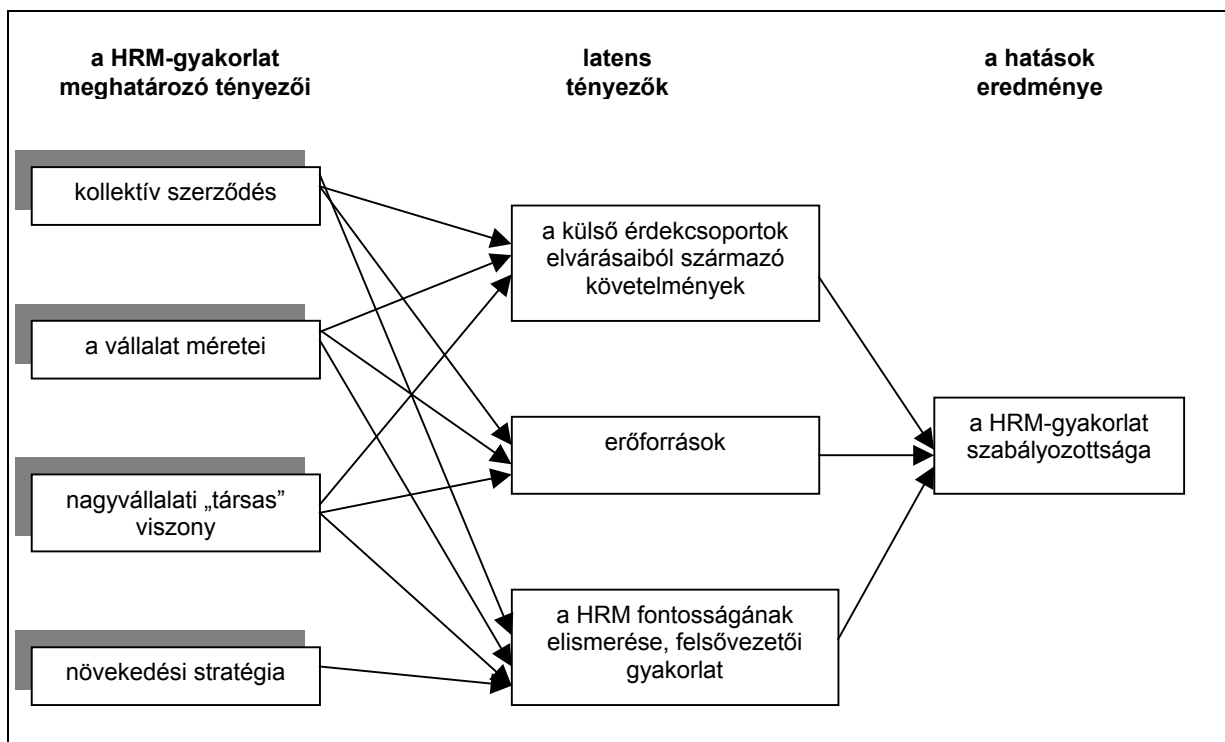 a HRM-gyakorlat
meghatározó tényezői
latens
tényezők
a hatások
eredménye
kollektív szerződés
a vállalat méretei
nagyvállalati „társas”
viszony
növekedési stratégia
a külső érdekcsoportok
elvárásaiból származó
követelmények
erőforrások
a HRM fontosságának
elismerése, felsővezetői
gyakorlat
a HRM-gyakorlat
szabályozottsága